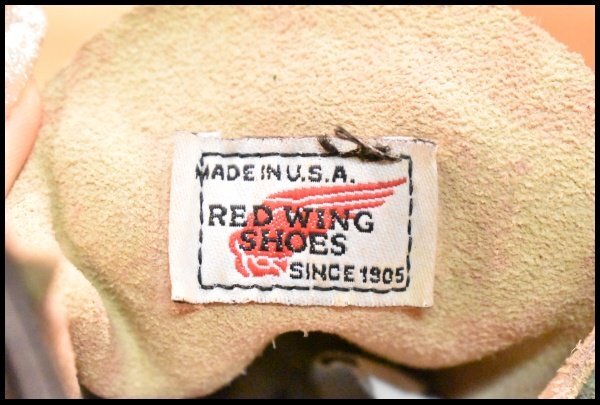 MADE IN U.S.A.
RED WING
SHOES
SINCE 1905